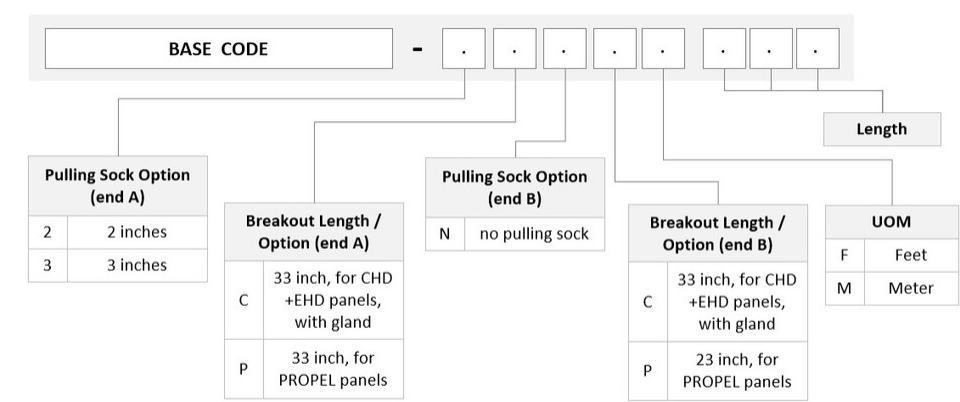 BASE CODE - . . . . . . . .
Length
Pulling Sock Option
(end A)
2 2 inches
3 3 inches
Breakout Length /
Option (end A)
C 33 inch, for CHD
+EHD panels,
with gland
P 33 inch, for
PROPEL panels
Pulling Sock Option
(end B)
N no pulling sock
Breakout Length /
Option (end B)
C 33 inch, for CHD
+EHD panels,
with gland
P 23 inch, for
PROPEL panels
UOM
F Feet
M Meter